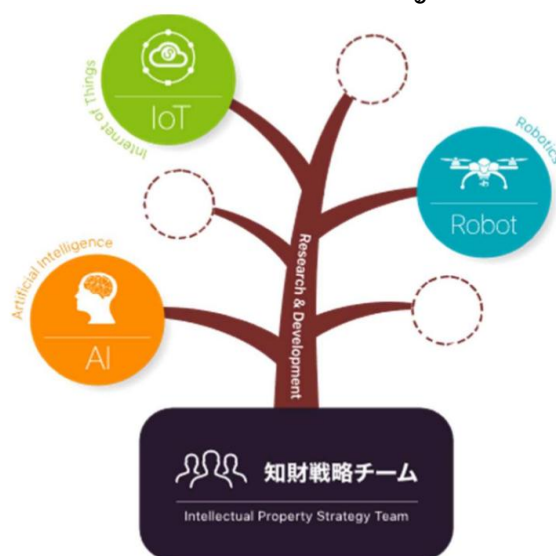 Internet of Things
IoT
Robotics
Robot
Artificial Intelligence
AI
Research & Development
知財戦略チーム
Intellectual Property Strategy Team